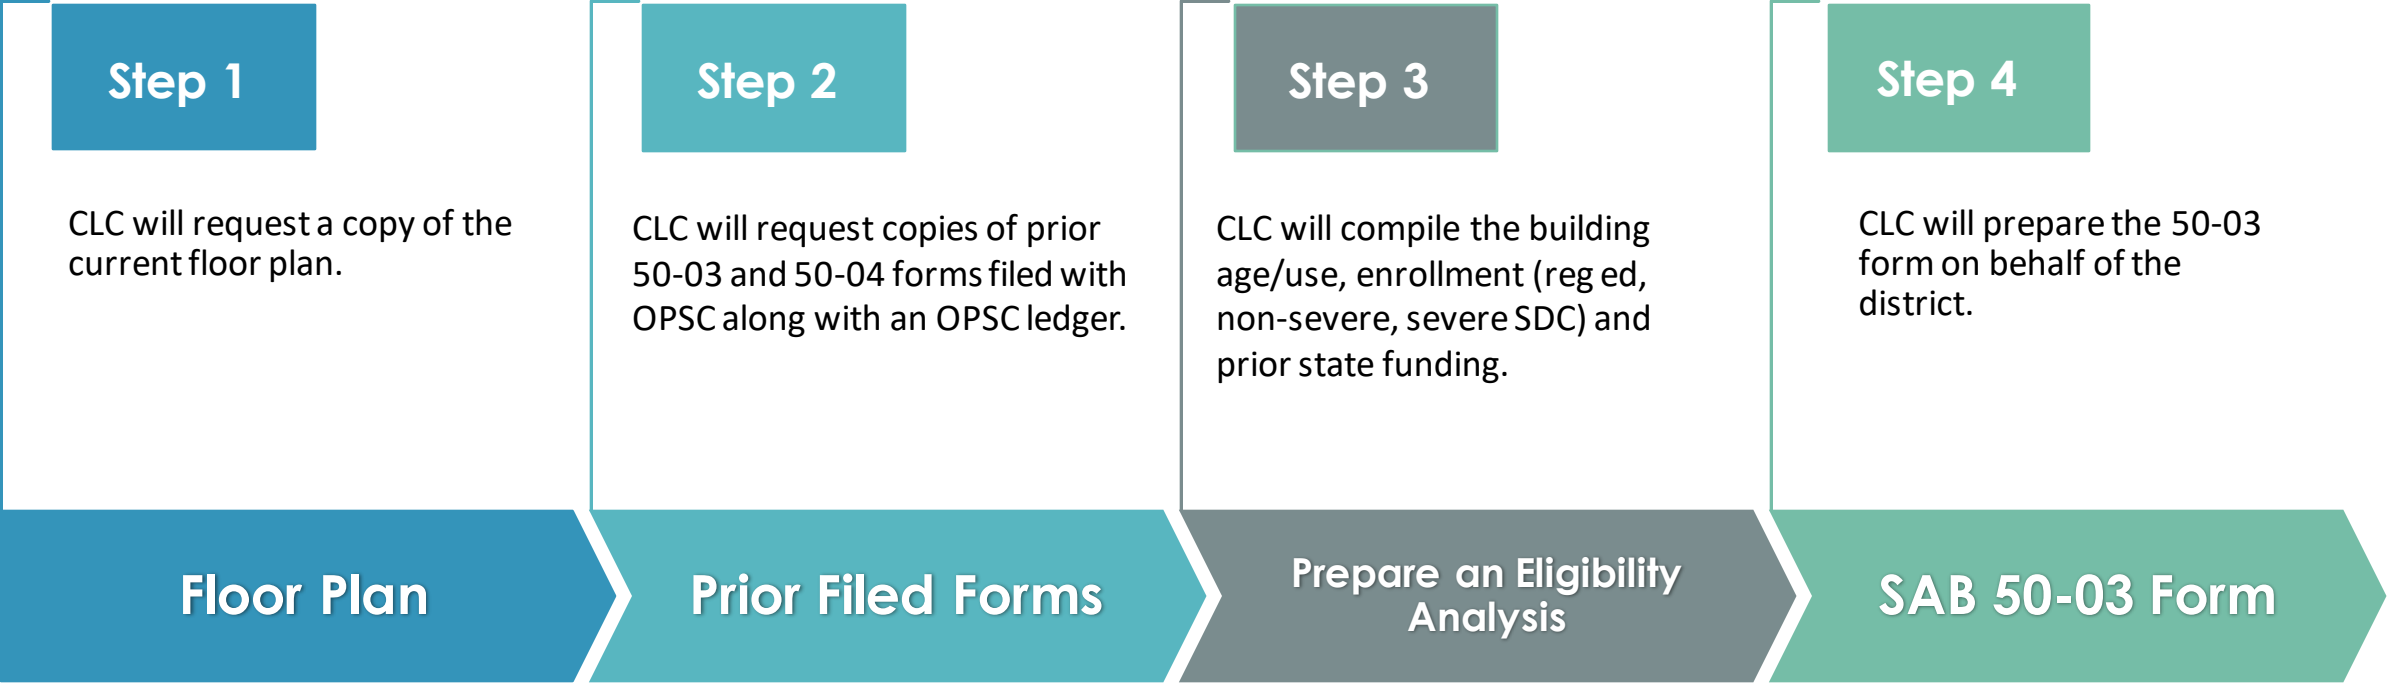 Step 1
CLC will request a copy of the
current floor plan.
Floor Plan
Step 2
CLC will request copies of prior
50-03 and 50-04 forms filed with
OPSC along with an OPSC ledger.
Prior Filed Forms
Step 3
CLC will compile the building
age/use, enrollment (reg ed,
non-severe, severe SDC) and
prior state funding.
Prepare an Eligibility
Analysis
Step 4
CLC will prepare the 50-03
form on behalf of the
district.
SAB 50-03 Form